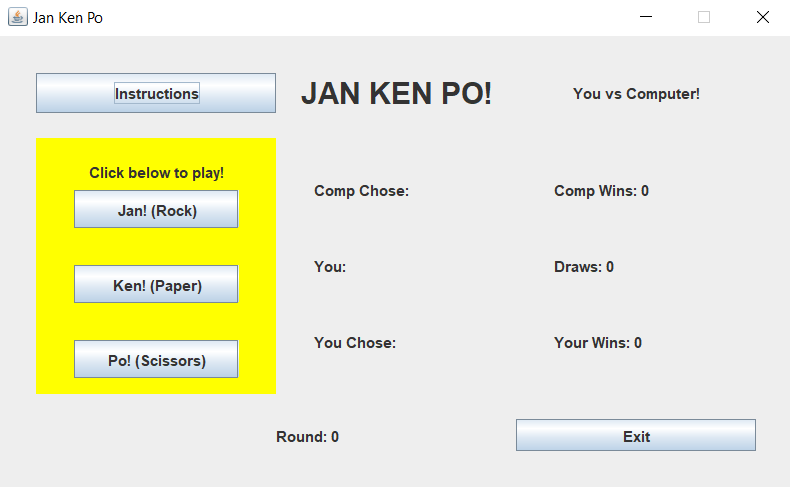 Jan Ken Po
Instructions
JAN KEN PO!
You vs Computer!
Click below to play!
Jan! (Rock)
Comp Chose:
Comp Wins: 0
Ken! (Paper)
You:
Draws: 0
Po! (Scissors)
You Chose:
Your Wins: 0
Round: 0
Exit